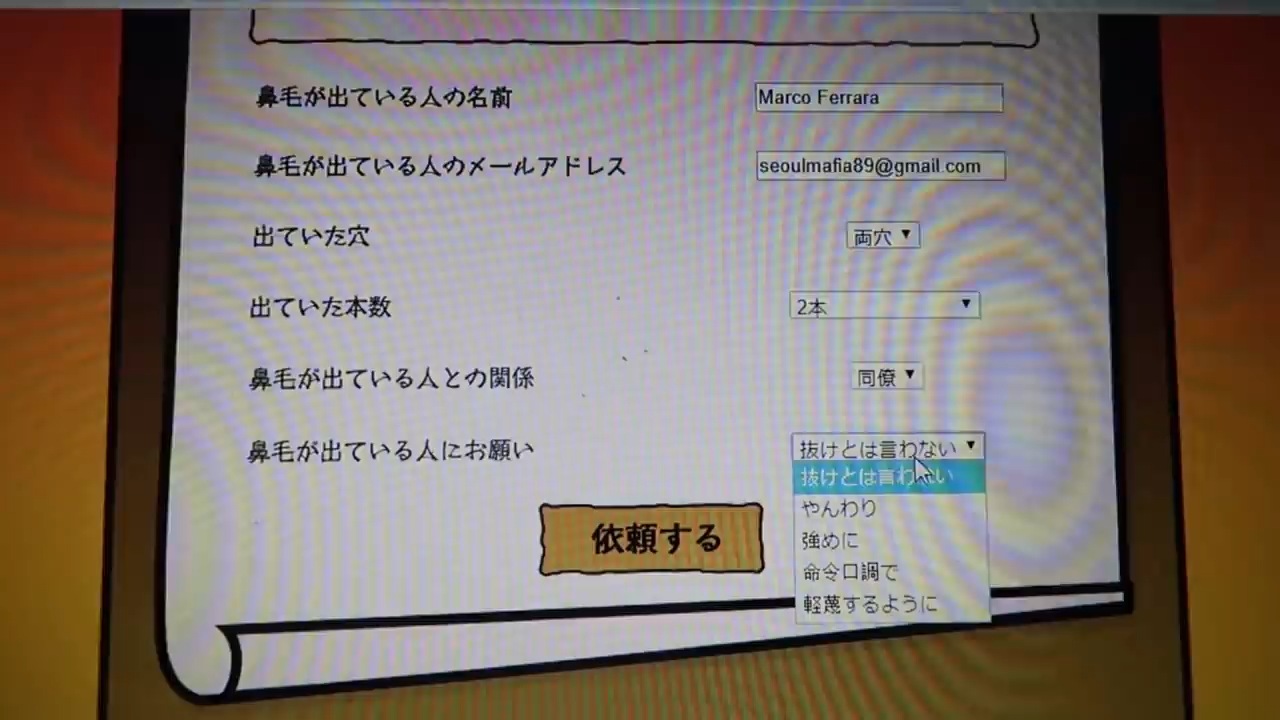 鼻毛が出ている人の名前
Marco Ferrara
鼻毛が出ている人のメールアドレス
seoulmafia89@gmail.com
出ていた穴
両穴
出ていた本数
2本
鼻毛が出ている人との関係
同僚
鼻毛が出ている人にお願い
抜けとは言わない
抜けとは言わない
やんわり
強めに
命令口調で
軽蔑するように
依頼する